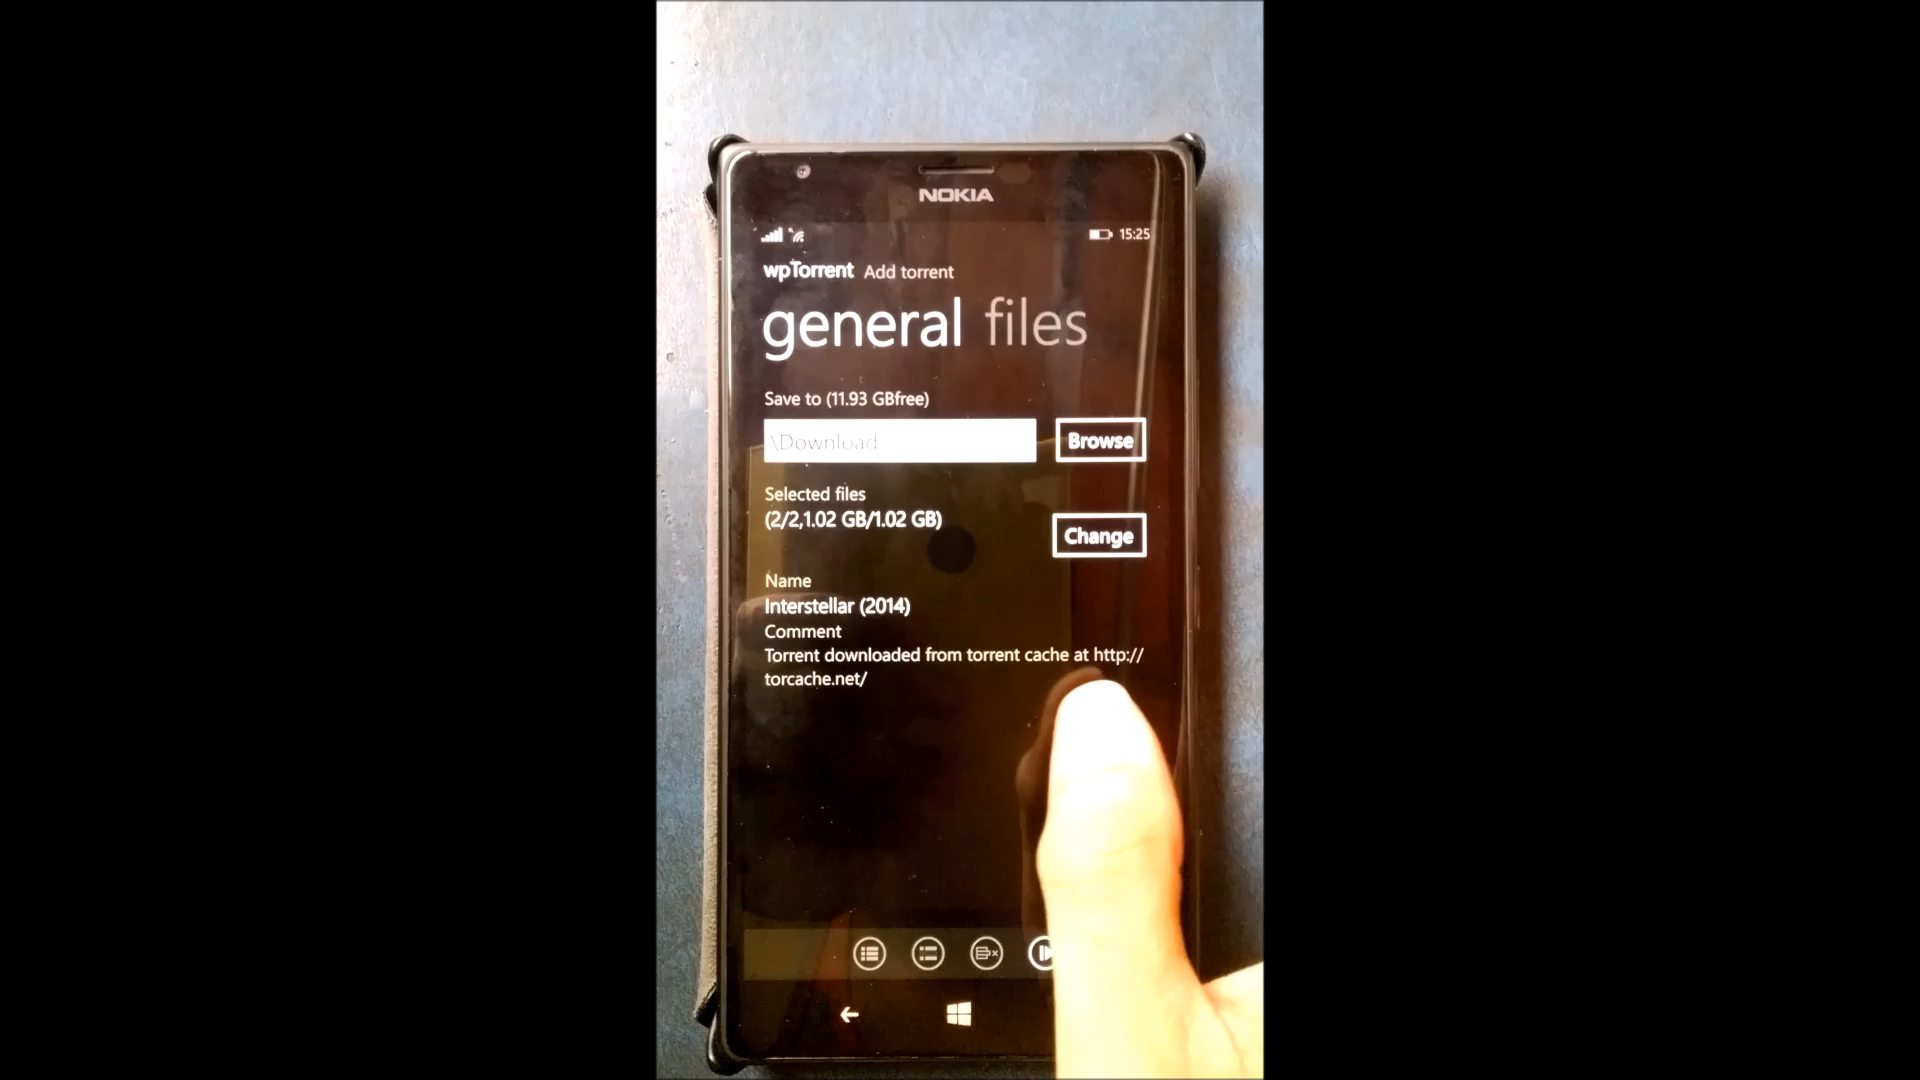 NOKIA
15:25
wpTorrent Add torrent
general files
Save to (11.93 GBfree)
\Download
Browse
Selected files
(2/2,1.02 GB/1.02 GB)
Change
Name
Interstellar (2014)
Comment
Torrent downloaded from torrent cache at http://
torcache.net/